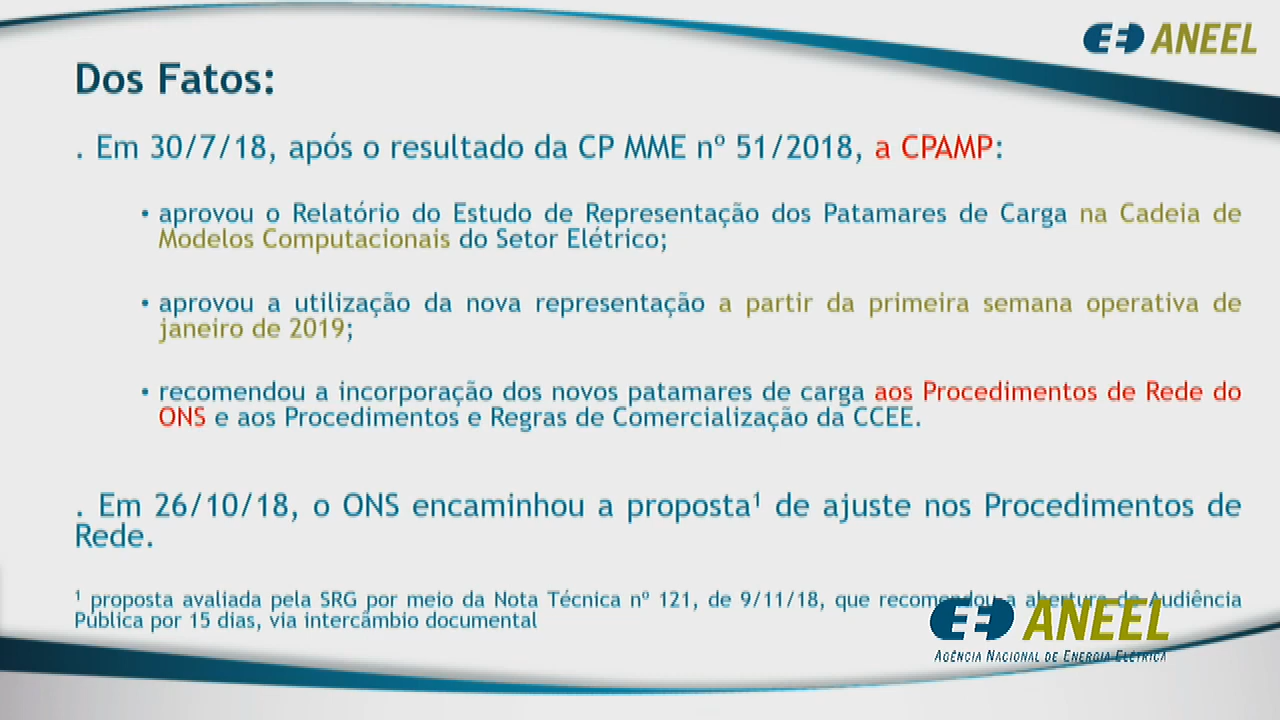 ANEEL
Dos Fatos:
. Em 30/7/18, após o resultado da CP MME nº 51/2018, a CPAMP:
• aprovou o Relatório do Estudo de Representação dos Patamares de Carga na Cadeia de
Modelos Computacionais do Setor Elétrico;
• aprovou a utilização da nova representação a partir da primeira semana operativa de
janeiro de 2019;
• recomendou a incorporação dos novos patamares de carga aos Procedimentos de Rede do
ONS e aos Procedimentos e Regras de Comercialização da CCEE.
. Em 26/10/18, o ONS encaminhou a proposta¹ de ajuste nos Procedimentos de
Rede.
¹ proposta avaliada pela SRG por meio da Nota Técnica nº 121, de 9/11/18, que recomendou a abertura de Audiência
Pública por 15 dias, via intercâmbio documental
ANEEL
AGÊNCIA NACIONAL DE ENERGIA ELÉTRICA